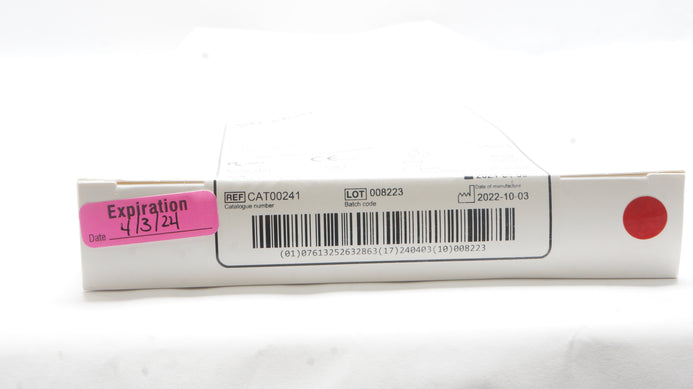 REF CAT00241
Catalogue number
LOT 008223
Batch code
Date of manufacture
2022-10-03
Expiration
Date 4/3/24
(01)07613252632863(17)240403(10)008223